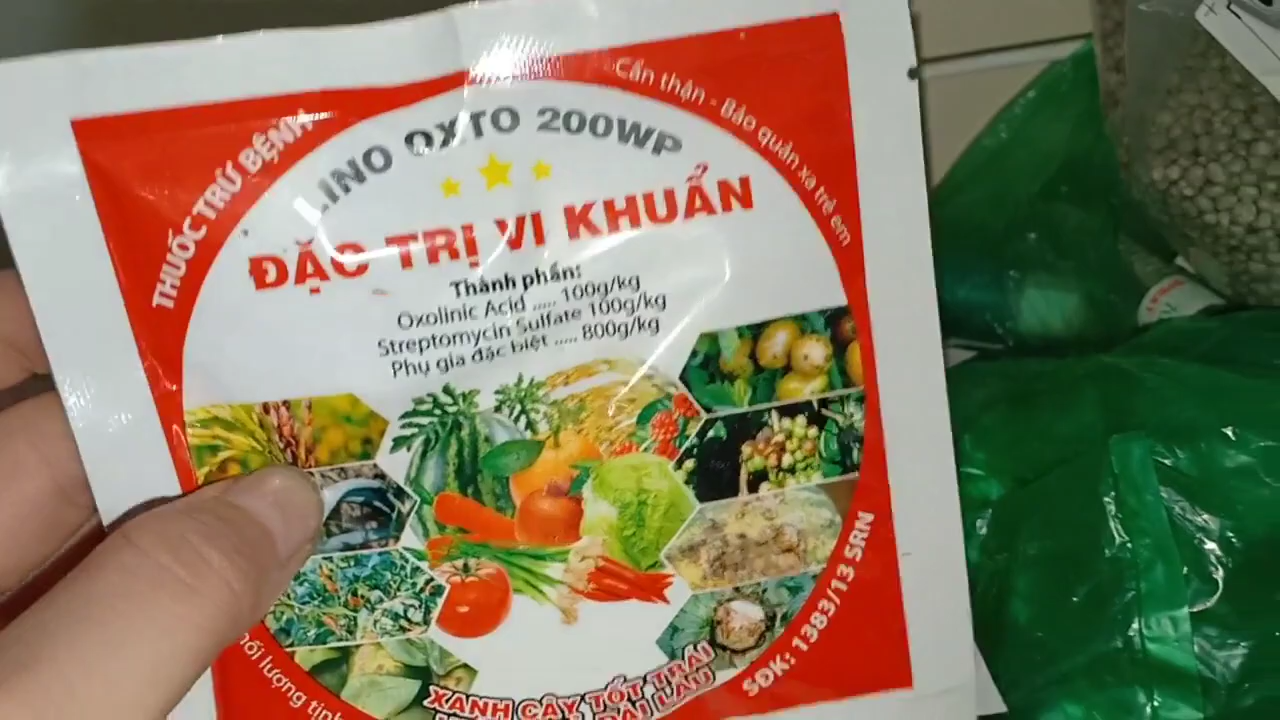 THUỐC TRỪ BỆNH
Cẩn thận - Bảo quản xa trẻ em
LINO OXTO 200WP
ĐẶC TRỊ VI KHUẨN
Thành phần:
Oxolinic Acid ..... 100g/kg
Streptomycin Sulfate 100g/kg
Phụ gia đặc biệt ..... 800g/kg
SĐK: 1383/13 SRN
lượng tịnh
XANH CÂY TỐT TRÁI
DÀI LÂU